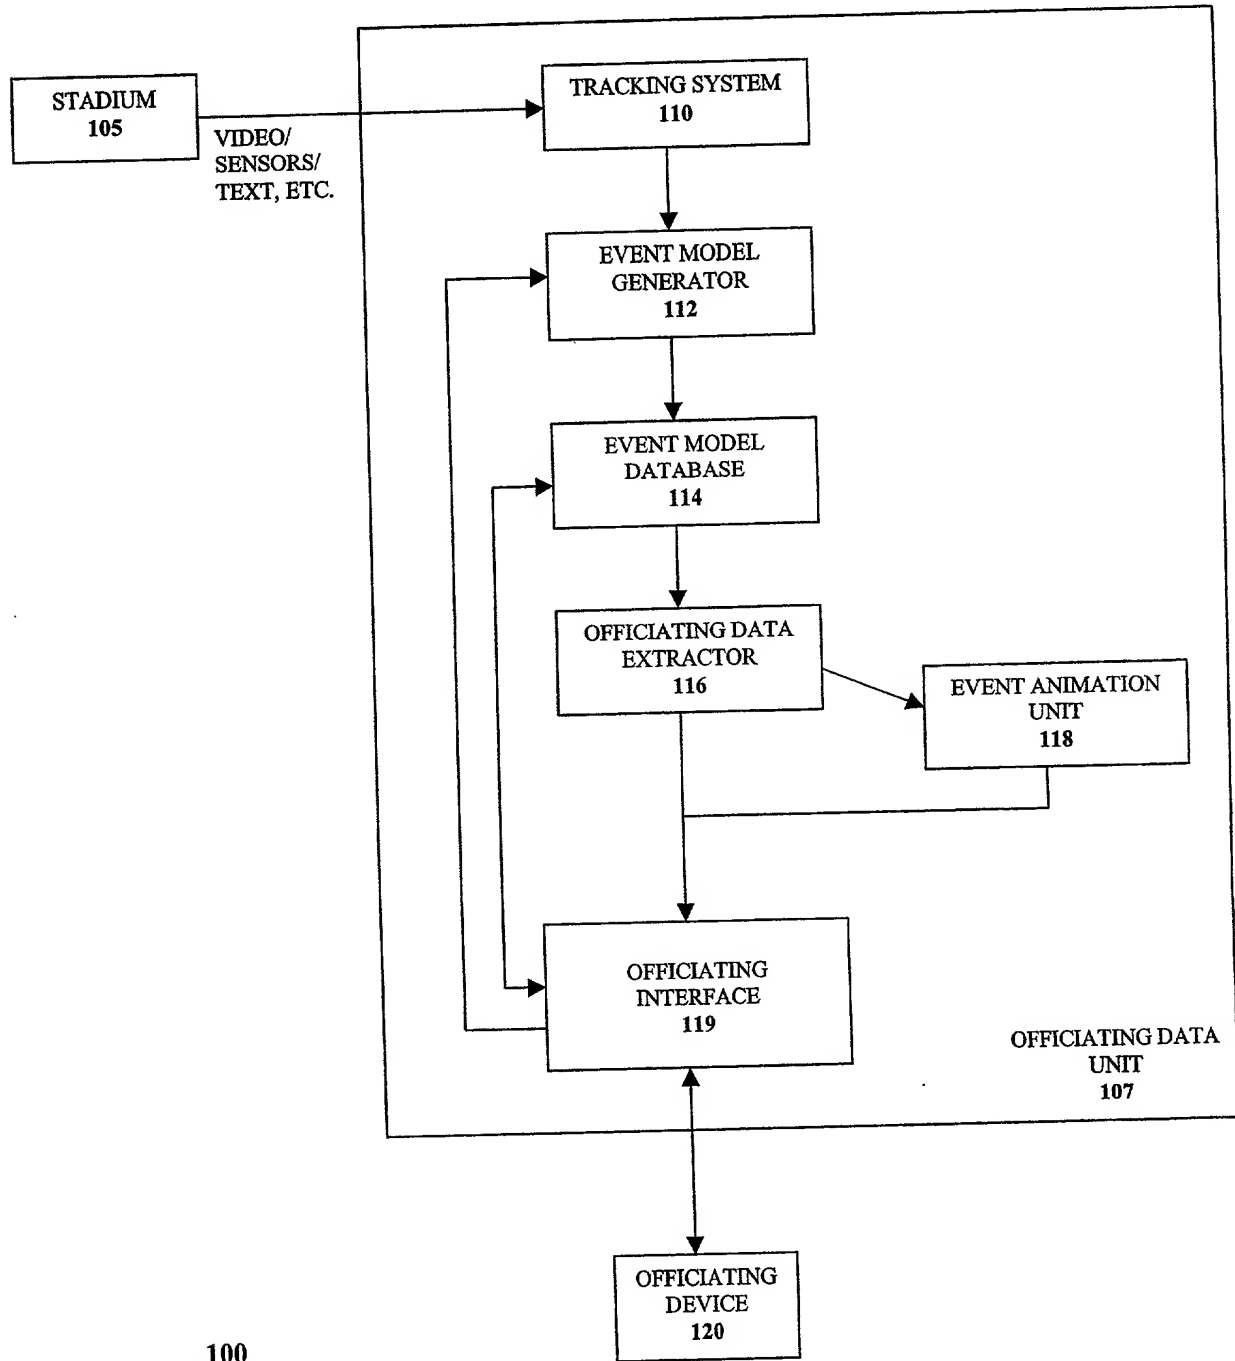 STADIUM
105
VIDEO/
SENSORS/
TEXT, ETC.
TRACKING SYSTEM
110
EVENT MODEL
GENERATOR
112
EVENT MODEL
DATABASE
114
OFFICIATING DATA
EXTRACTOR
116
EVENT ANIMATION
UNIT
118
OFFICIATING
INTERFACE
119
OFFICIATING DATA
UNIT
107
OFFICIATING
DEVICE
120
100